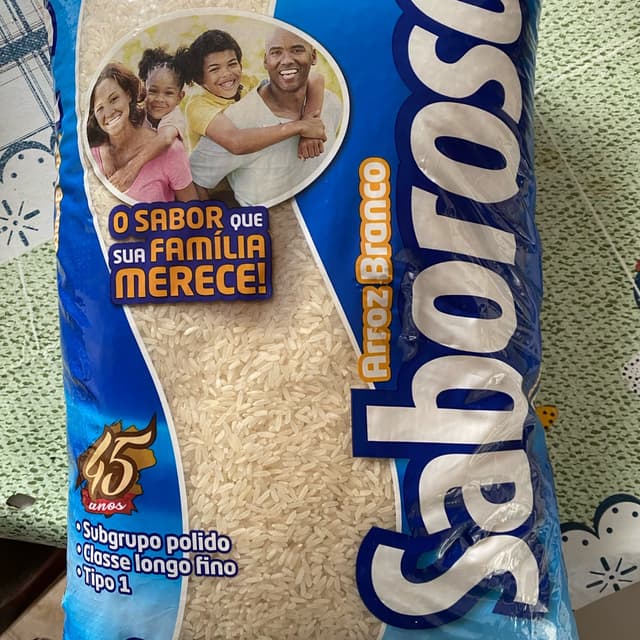 O SABOR QUE
SUA FAMÍLIA
MERECE!
Arroz Branco
Saboroso
45
anos
• Subgrupo polido
• Classe longo fino
• Tipo 1